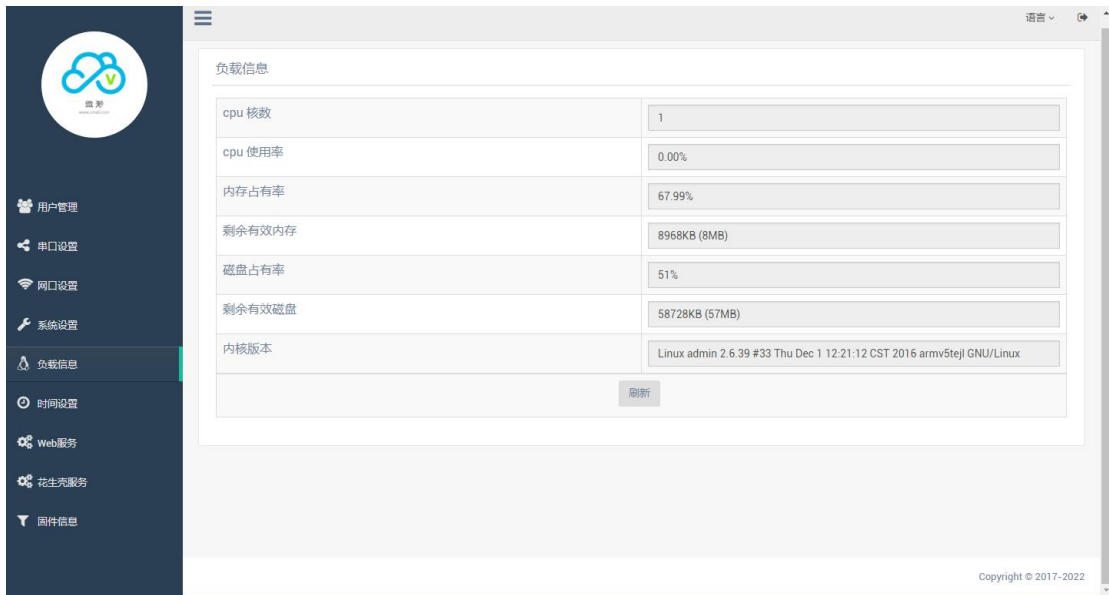 语言
微嵌
用户管理
串口设置
网口设置
系统设置
负载信息
时间设置
Web服务
花生壳服务
固件信息
负载信息
cpu 核数
1
cpu 使用率
0.00%
内存占有率
67.99%
剩余有效内存
8968KB (8MB)
磁盘占有率
51%
剩余有效磁盘
58728KB (57MB)
内核版本
Linux admin 2.6.39 #33 Thu Dec 1 12:21:12 CST 2016 armv5tejl GNU/Linux
刷新
Copyright © 2017-2022